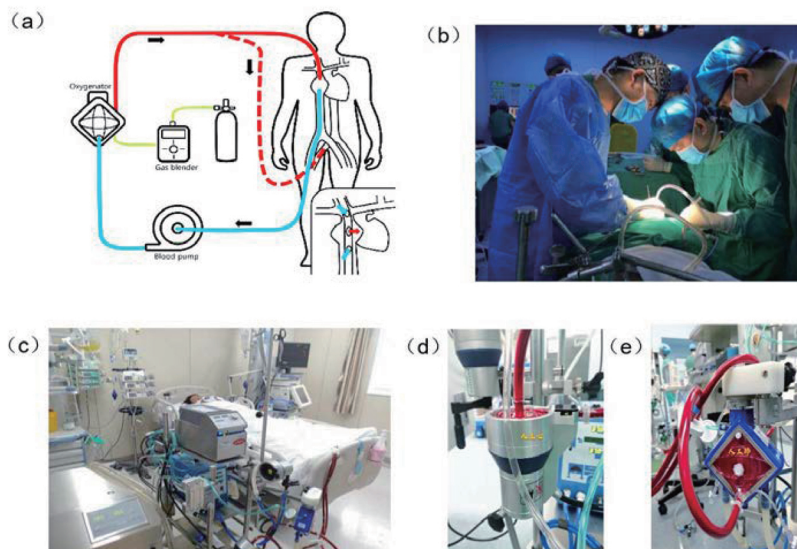 (a)
Oxygenator
Gas blender
Blood pump
(b)
(c)
(d)
(e)